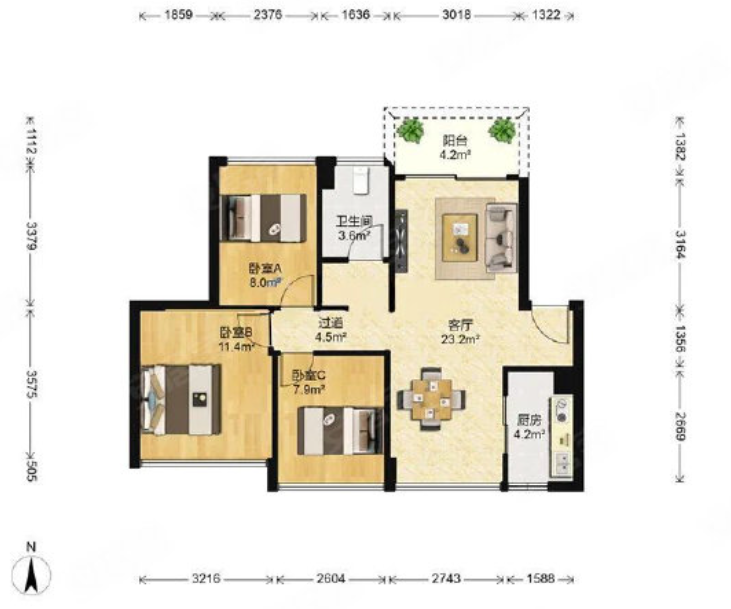 1859 2376 1636 3018 1322
1112
3379
3575
505
1382
3164
1356
2669
阳台
4.2m²
卫生间
3.6m²
卧室A
8.0m²
过道
4.5m²
客厅
23.2m²
卧室B
11.4m²
卧室C
7.9m²
厨房
4.2m²
N
3216 2604 2743 1588